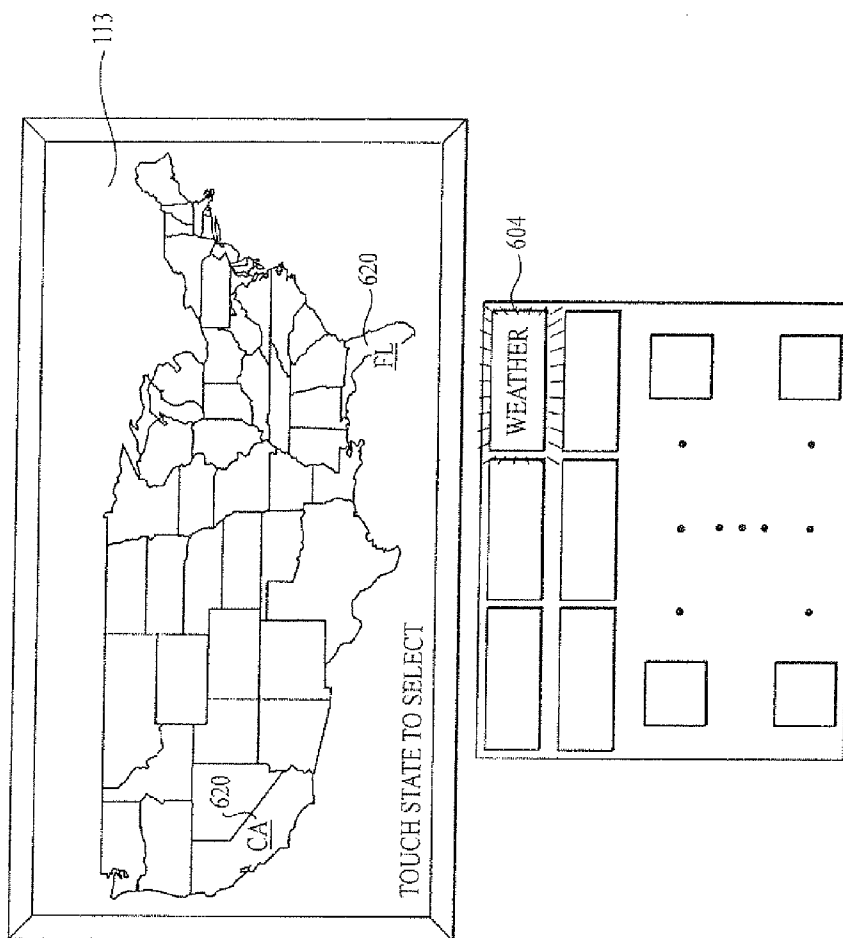 113
620
CA
620
FL
TOUCH STATE TO SELECT
WEATHER
604